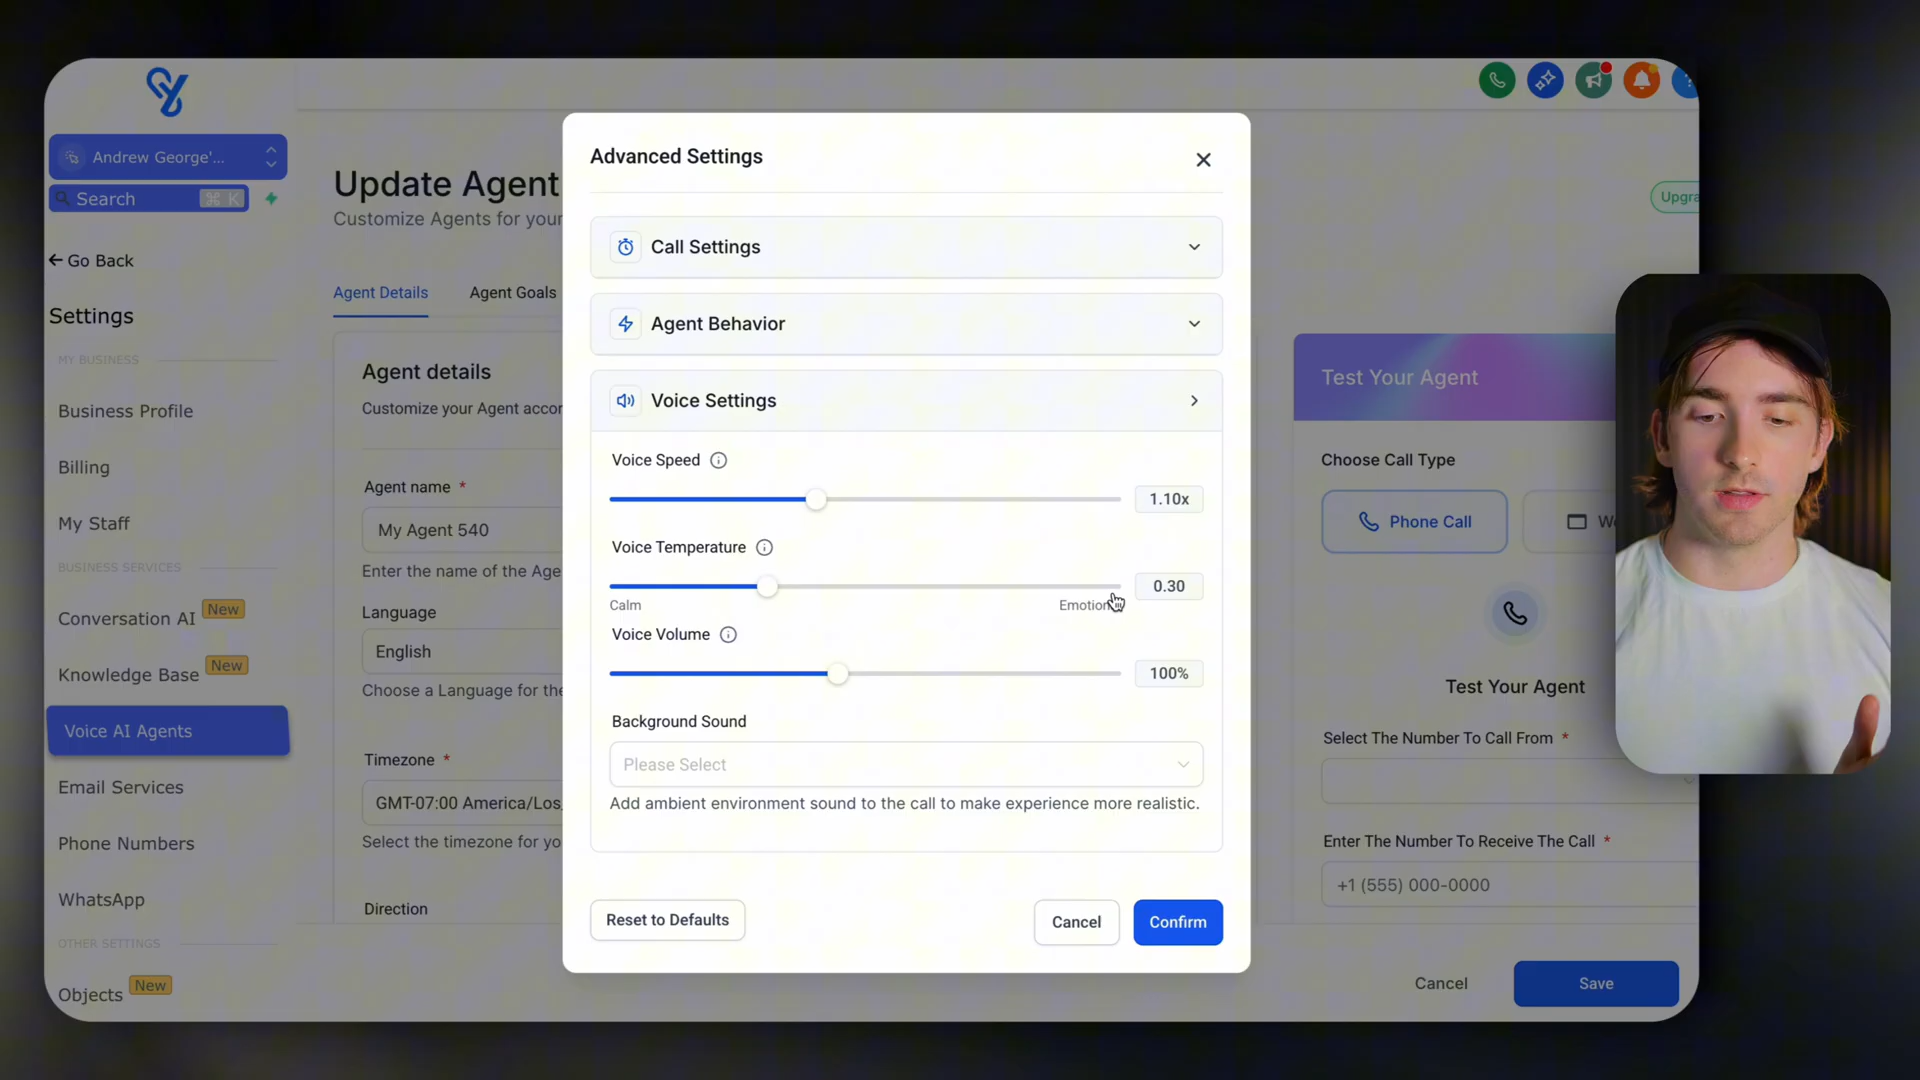 Andrew George'...
Search
⌘ K
Go Back
Settings
MY BUSINESS
Business Profile
Billing
My Staff
BUSINESS SERVICES
Conversation AI
New
Knowledge Base
New
Voice AI Agents
Email Services
Phone Numbers
WhatsApp
OTHER SETTINGS
Objects
New
Update Agent
Customize Agents for your
Agent Details
Agent Goals
Agent details
Customize your Agent accor
Agent name *
My Agent 540
Enter the name of the Age
Language
English
Choose a Language for the
Timezone *
GMT-07:00 America/Los
Select the timezone for yo
Direction
Advanced Settings
Call Settings
Agent Behavior
Voice Settings
Voice Speed
1.10x
Voice Temperature
0.30
Calm
Emotion
Voice Volume
100%
Background Sound
Please Select
Add ambient environment sound to the call to make experience more realistic.
Reset to Defaults
Cancel
Confirm
Upgra
Test Your Agent
Choose Call Type
Phone Call
Test Your Agent
Select The Number To Call From *
Enter The Number To Receive The Call *
+1 (555) 000-0000
Cancel
Save